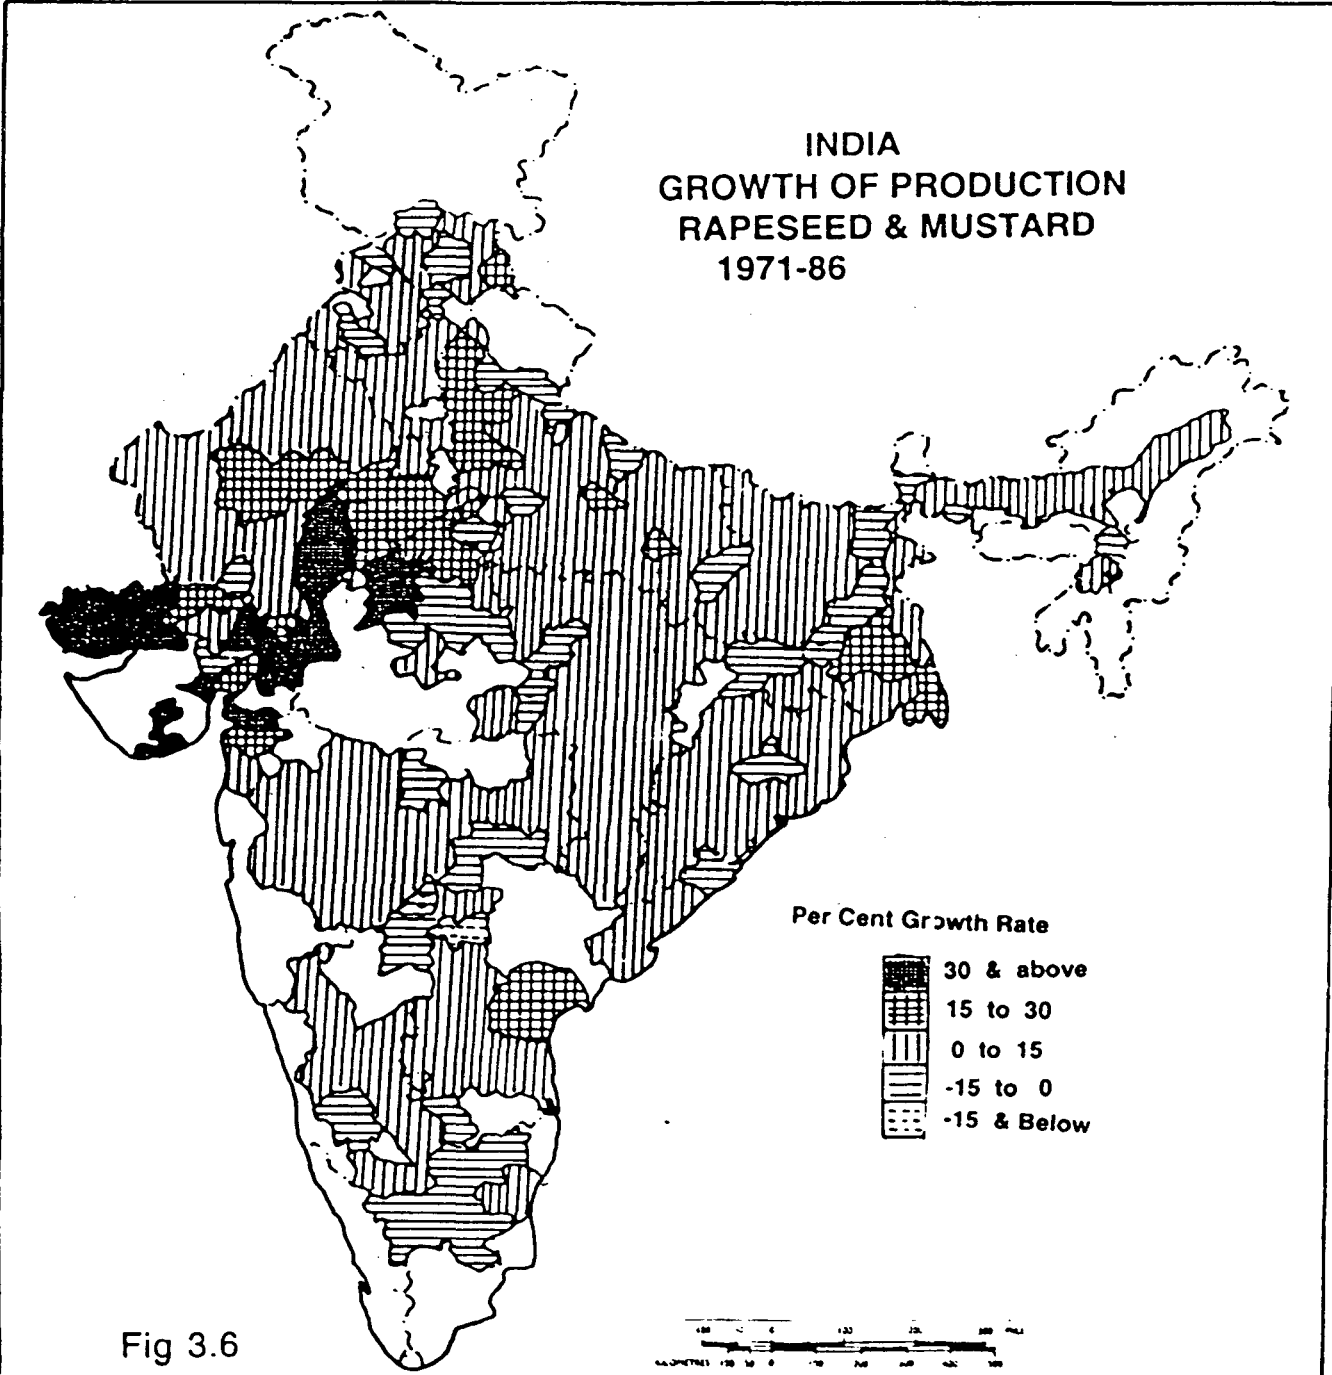 INDIA
GROWTH OF PRODUCTION
RAPESEED & MUSTARD
1971-86
Per Cent Growth Rate
30 & above
15 to 30
0 to 15
-15 to 0
-15 & Below
Fig 3.6
KILOMETRES